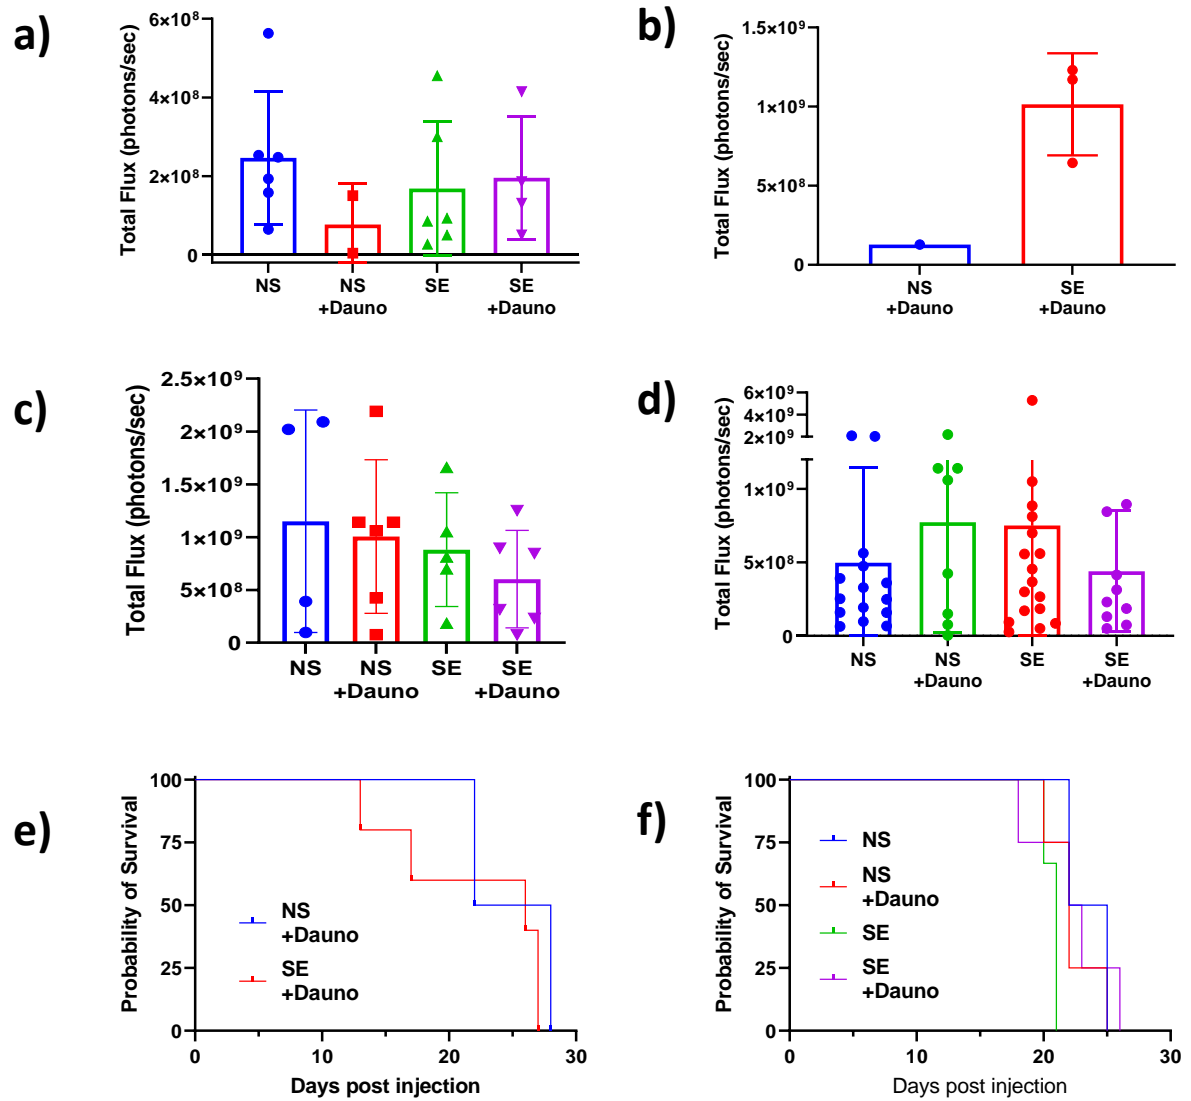 a)
Total Flux (photons/sec)
6×10⁸
4×10⁸
2×10⁸
0
NS
NS
+Dauno
SE
SE
+Dauno
b)
Total Flux (photons/sec)
1.5×10⁹
1×10⁹
5×10⁸
0
NS
+Dauno
SE
+Dauno
c)
Total Flux (photons/sec)
2.5×10⁹
2×10⁹
1.5×10⁹
1×10⁹
5×10⁸
0
NS
NS
+Dauno
SE
SE
+Dauno
d)
Total Flux (photons/sec)
6×10⁹
4×10⁹
2×10⁹
1×10⁹
5×10⁸
0
NS
NS
+Dauno
SE
SE
+Dauno
e)
Probability of Survival
100
75
50
25
0
NS
+Dauno
SE
+Dauno
0 10 20 30
Days post injection
f)
Probability of Survival
100
75
50
25
0
NS
NS
+Dauno
SE
SE
+Dauno
0 10 20 30
Days post injection